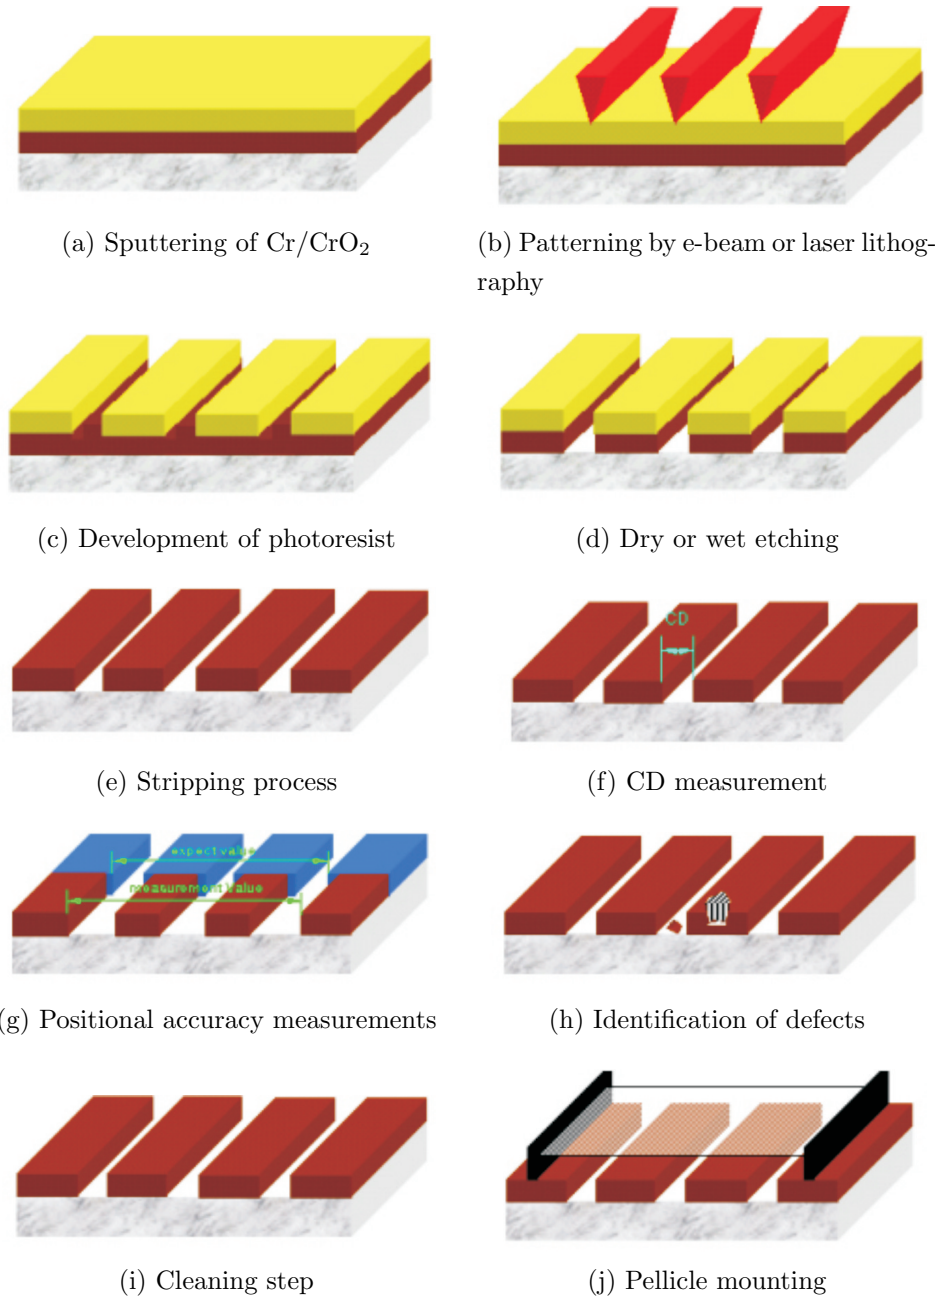 (a) Sputtering of Cr/CrO₂
(b) Patterning by e-beam or laser lithog-
raphy
(c) Development of photoresist
(d) Dry or wet etching
CD
(e) Stripping process
(f) CD measurement
expect value
measurement value
(g) Positional accuracy measurements
(h) Identification of defects
(i) Cleaning step
(j) Pellicle mounting